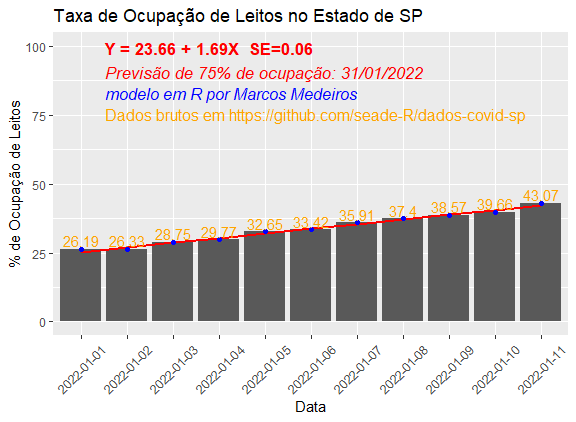 Taxa de Ocupação de Leitos no Estado de SP
Y = 23.66 + 1.69X  SE=0.06
Previsão de 75% de ocupação: 31/01/2022
modelo em R por Marcos Medeiros
Dados brutos em https://github.com/seade-R/dados-covid-sp
% de Ocupação de Leitos
100
75
50
25
0
26.19 26.33 28.75 29.77 32.65 33.42 35.91 37.4 38.57 39.66 43.07
2022-01-01 2022-01-02 2022-01-03 2022-01-04 2022-01-05 2022-01-06 2022-01-07 2022-01-08 2022-01-09 2022-01-10 2022-01-11
Data